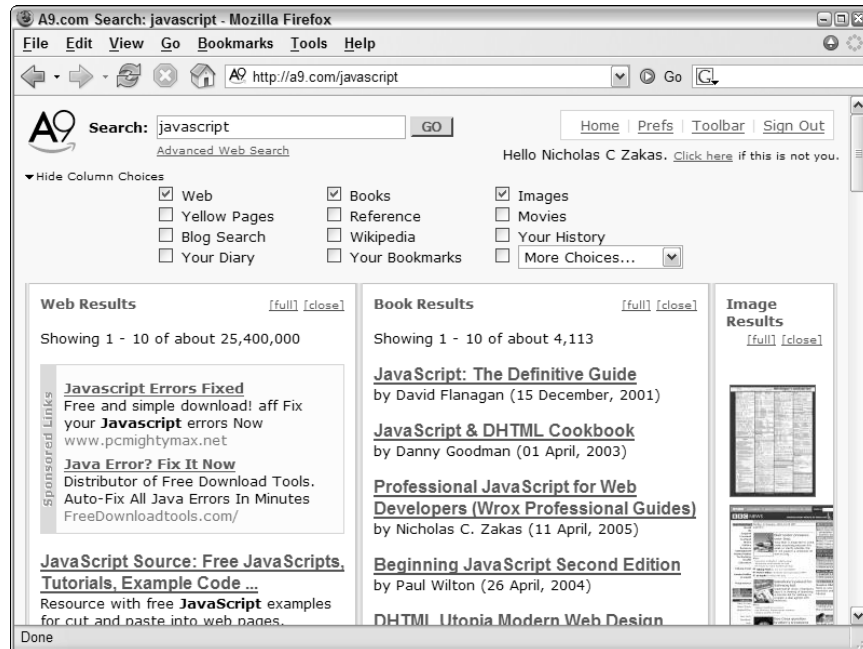 A9.com Search: javascript - Mozilla Firefox
File Edit View Go Bookmarks Tools Help
A9 http://a9.com/javascript Go G
A9 Search: javascript GO
Home | Prefs | Toolbar | Sign Out
Advanced Web Search
Hello Nicholas C Zakas. Click here if this is not you.
Hide Column Choices
Web Books Images
Yellow Pages Reference Movies
Blog Search Wikipedia Your History
Your Diary Your Bookmarks More Choices...
Web Results [full] [close]
Showing 1 - 10 of about 25,400,000
Sponsored Links
Javascript Errors Fixed
Free and simple download! aff Fix
your Javascript errors Now
www.pcmightymax.net
Java Error? Fix It Now
Distributor of Free Download Tools.
Auto-Fix All Java Errors In Minutes
FreeDownloadtools.com/
JavaScript Source: Free JavaScripts,
Tutorials, Example Code ...
Resource with free JavaScript examples
for cut and paste into web pages.
Book Results [full] [close]
Showing 1 - 10 of about 4,113
JavaScript: The Definitive Guide
by David Flanagan (15 December, 2001)
JavaScript & DHTML Cookbook
by Danny Goodman (01 April, 2003)
Professional JavaScript for Web
Developers (Wrox Professional Guides)
by Nicholas C. Zakas (11 April, 2005)
Beginning JavaScript Second Edition
by Paul Wilton (26 April, 2004)
DHTML Utopia Modern Web Design
Image
Results
[full] [close]
BBC NEWS
Done